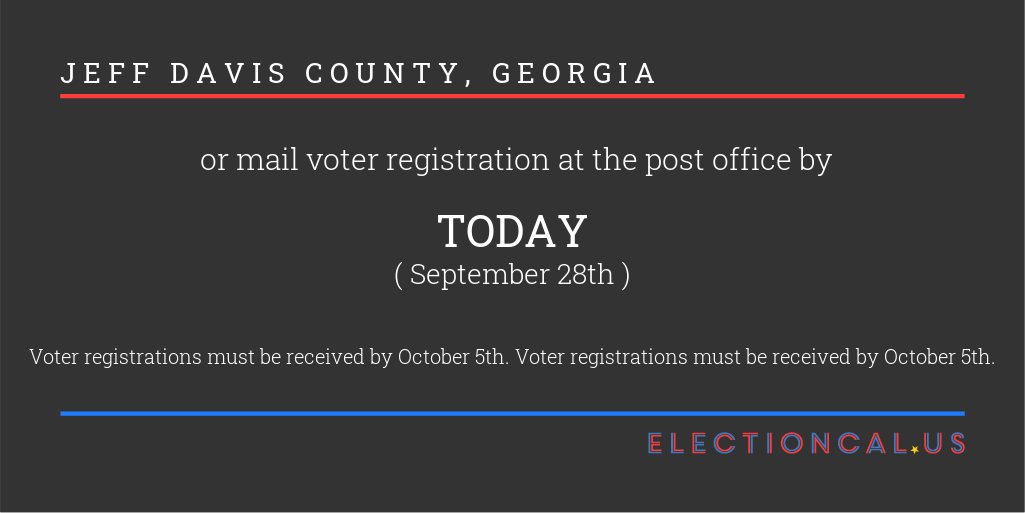 JEFF DAVIS COUNTY, GEORGIA
or mail voter registration at the post office by
TODAY
( September 28th )
Voter registrations must be received by October 5th. Voter registrations must be received by October 5th.
ELECTIONCAL.US